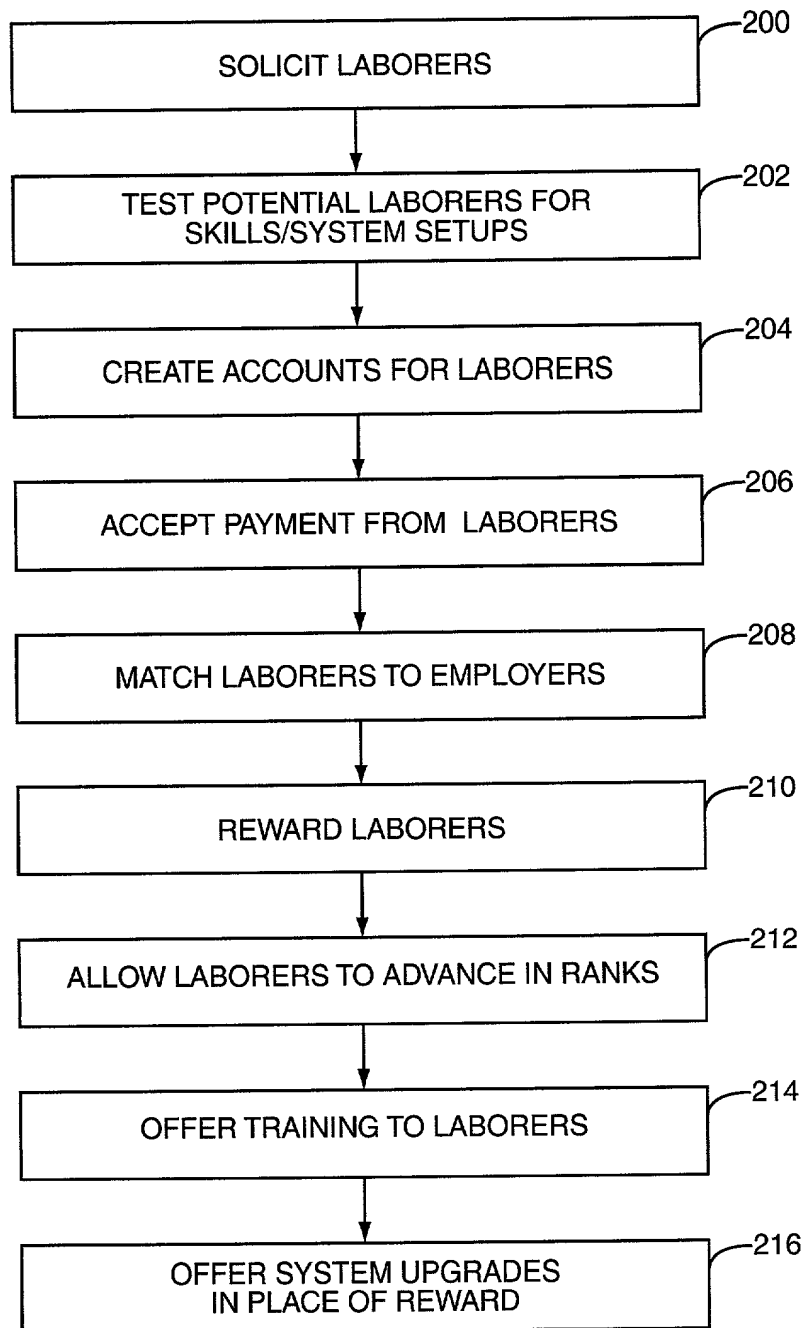 200
SOLICIT LABORERS
202
TEST POTENTIAL LABORERS FOR
SKILLS/SYSTEM SETUPS
204
CREATE ACCOUNTS FOR LABORERS
206
ACCEPT PAYMENT FROM LABORERS
208
MATCH LABORERS TO EMPLOYERS
210
REWARD LABORERS
212
ALLOW LABORERS TO ADVANCE IN RANKS
214
OFFER TRAINING TO LABORERS
216
OFFER SYSTEM UPGRADES
IN PLACE OF REWARD